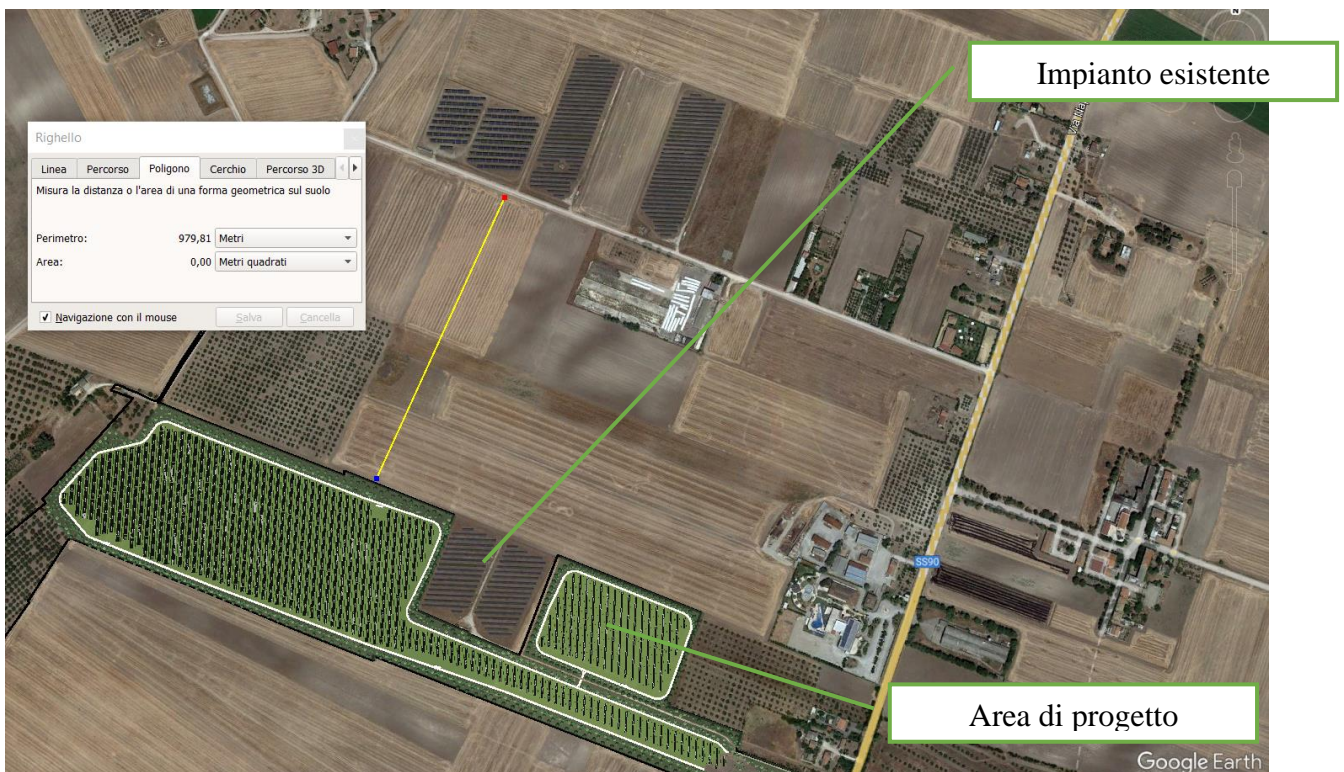 N
Impianto esistente
Righello
Linea Percorso Poligono Cerchio Percorso 3D
Misura la distanza o l'area di una forma geometrica sul suolo
Perimetro: 979,81 Metri
Area: 0,00 Metri quadrati
Navigazione con il mouse Salva Cancella
SS90
Area di progetto
Google Earth